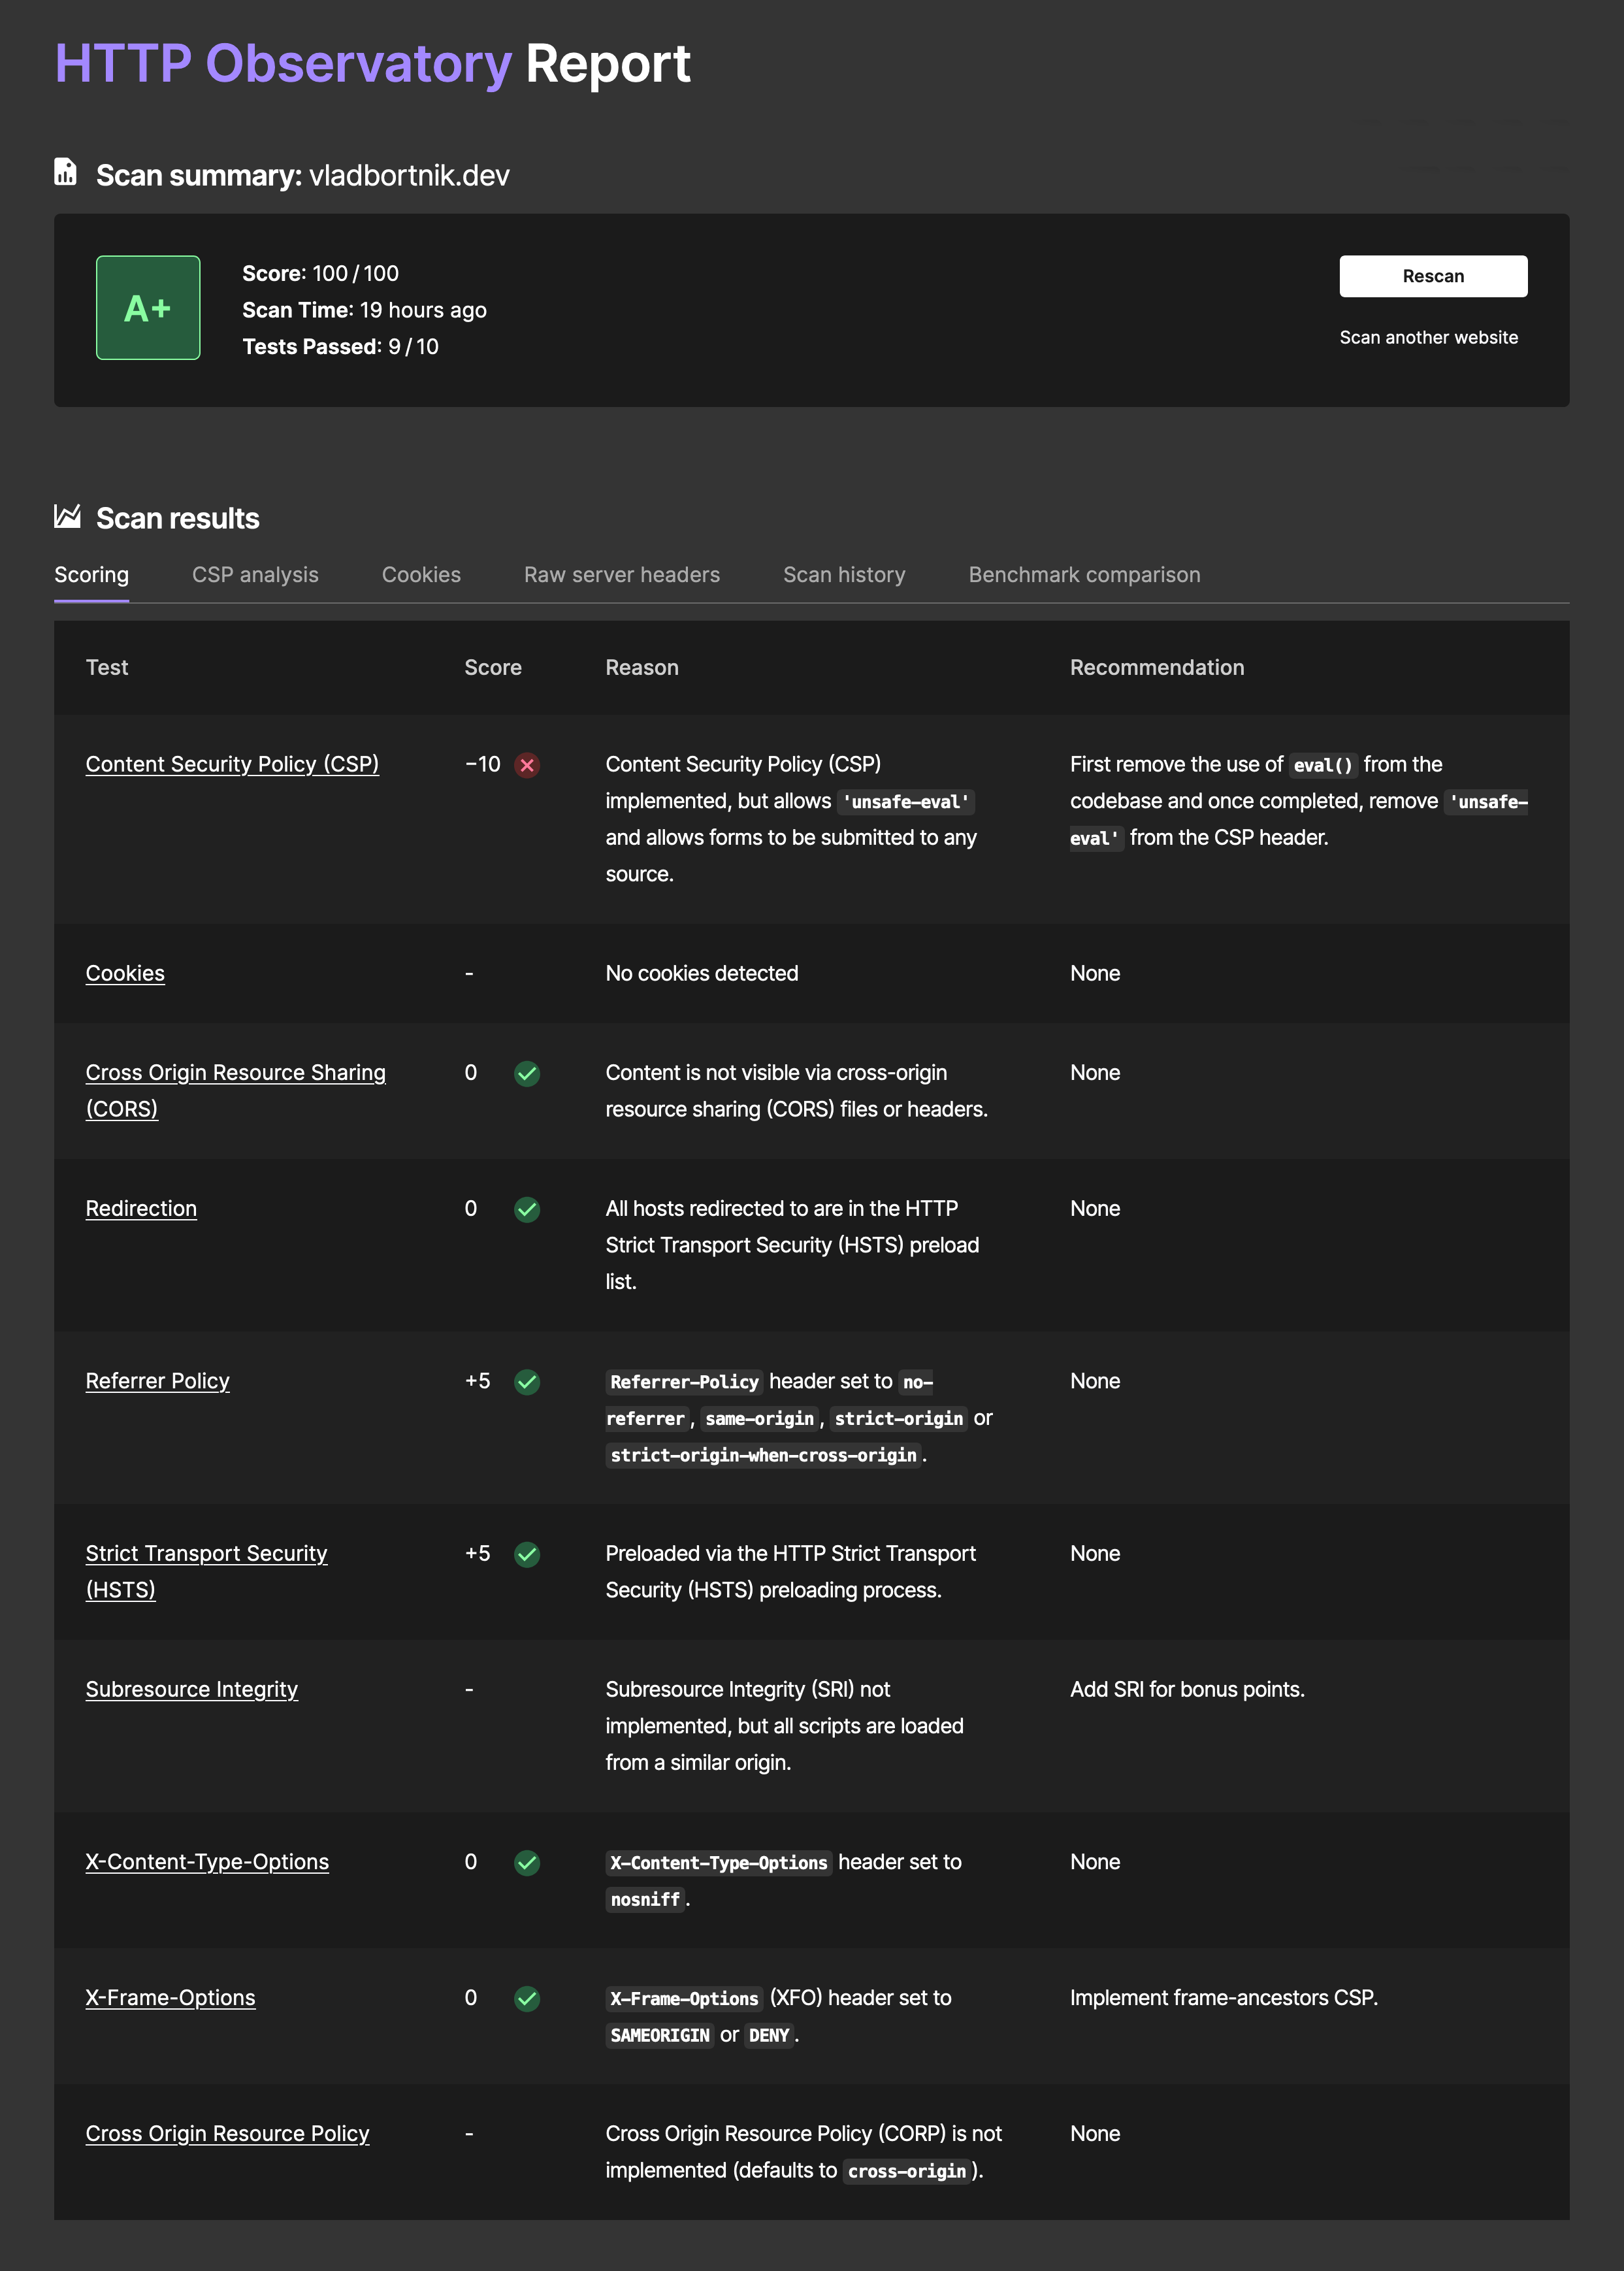 HTTP Observatory Report
Scan summary: vladbortnik.dev
A+
Score: 100 / 100
Scan Time: 19 hours ago
Tests Passed: 9 / 10
Rescan
Scan another website
Scan results
Scoring CSP analysis Cookies Raw server headers Scan history Benchmark comparison
Test Score Reason Recommendation
Content Security Policy (CSP)
−10
Content Security Policy (CSP)
implemented, but allows 'unsafe-eval'
and allows forms to be submitted to any
source.
First remove the use of eval() from the
codebase and once completed, remove 'unsafe-
eval' from the CSP header.
Cookies
-
No cookies detected
None
Cross Origin Resource Sharing
(CORS)
0
Content is not visible via cross-origin
resource sharing (CORS) files or headers.
None
Redirection
0
All hosts redirected to are in the HTTP
Strict Transport Security (HSTS) preload
list.
None
Referrer Policy
+5
Referrer-Policy header set to no-
referrer, same-origin, strict-origin or
strict-origin-when-cross-origin.
None
Strict Transport Security
(HSTS)
+5
Preloaded via the HTTP Strict Transport
Security (HSTS) preloading process.
None
Subresource Integrity
-
Subresource Integrity (SRI) not
implemented, but all scripts are loaded
from a similar origin.
Add SRI for bonus points.
X-Content-Type-Options
0
X-Content-Type-Options header set to
nosniff.
None
X-Frame-Options
0
X-Frame-Options (XFO) header set to
SAMEORIGIN or DENY.
Implement frame-ancestors CSP.
Cross Origin Resource Policy
-
Cross Origin Resource Policy (CORP) is not
implemented (defaults to cross-origin).
None